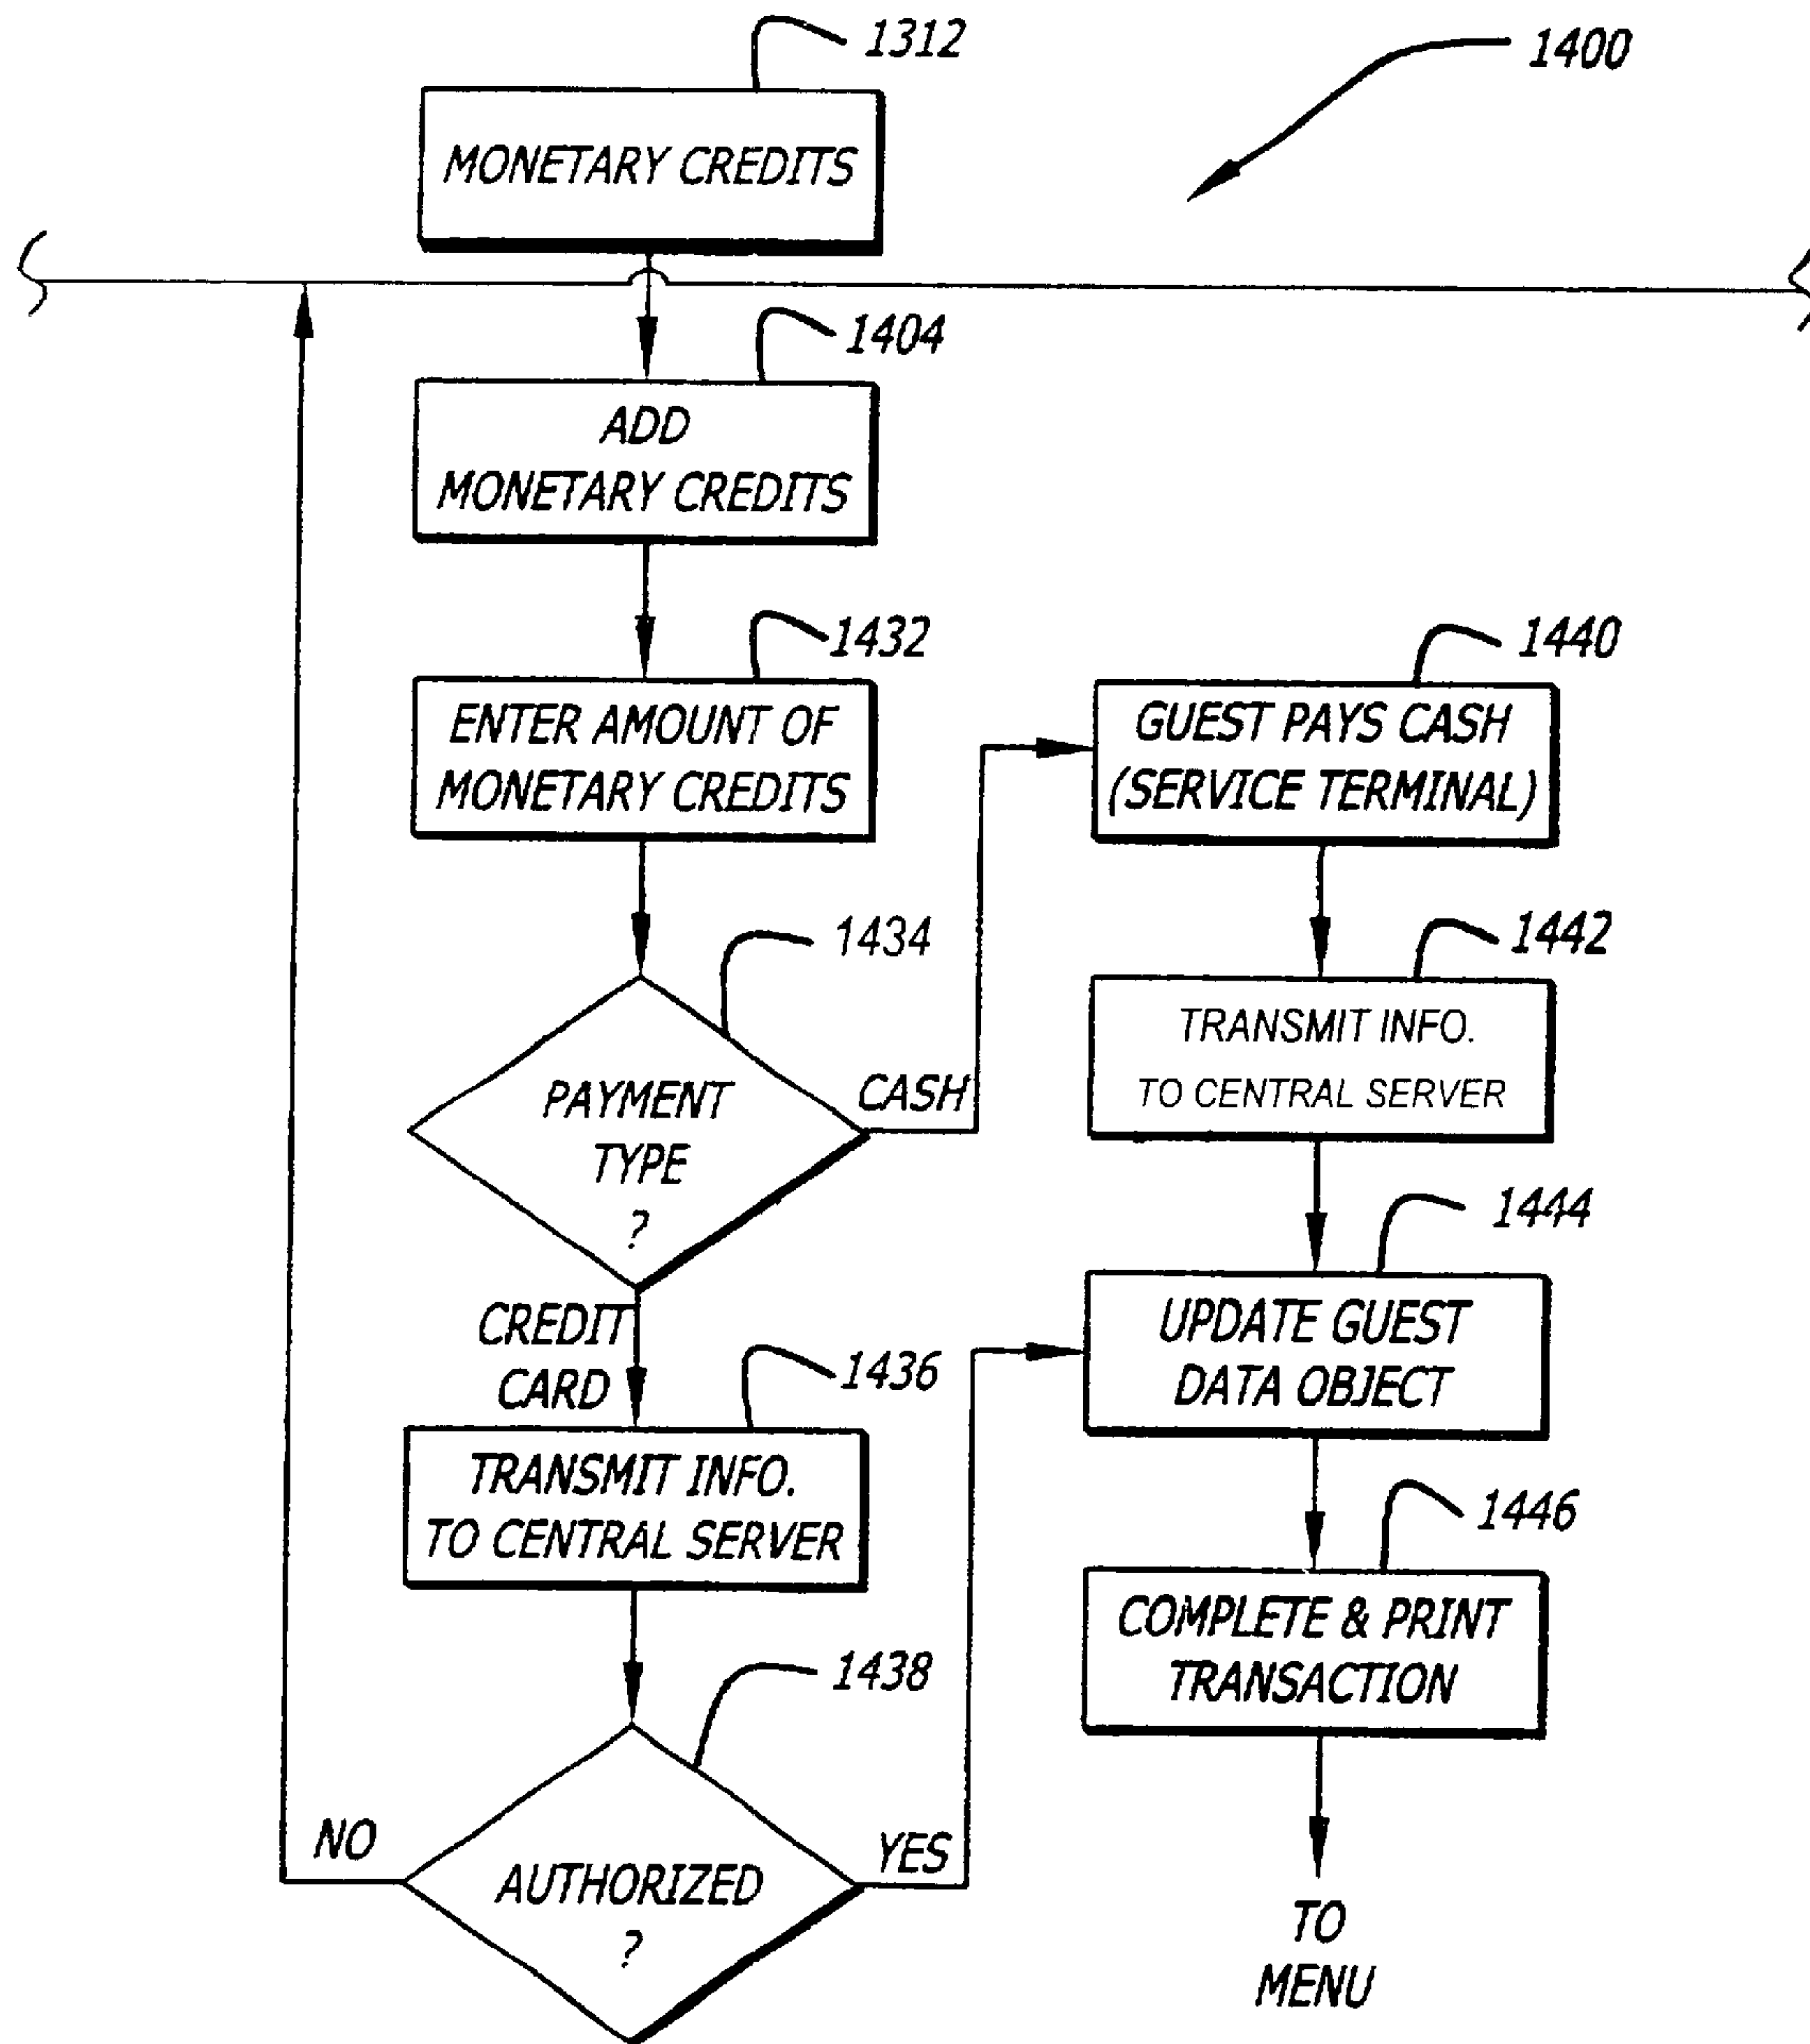 1312
1400
MONETARY CREDITS
1404
ADD
MONETARY CREDITS
1432
ENTER AMOUNT OF
MONETARY CREDITS
1440
GUEST PAYS CASH
(SERVICE TERMINAL)
1434
PAYMENT
TYPE
?
CASH
1442
TRANSMIT INFO.
TO CENTRAL SERVER
1444
UPDATE GUEST
DATA OBJECT
CREDIT
CARD
1436
TRANSMIT INFO.
TO CENTRAL SERVER
1446
COMPLETE & PRINT
TRANSACTION
1438
AUTHORIZED
?
NO
YES
TO
MENU